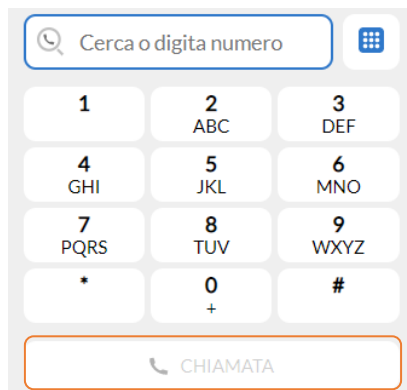 Cerca o digita numero
1 2 3
ABC DEF
4 5 6
GHI JKL MNO
7 8 9
PQRS TUV WXYZ
* 0 #
+
CHIAMATA